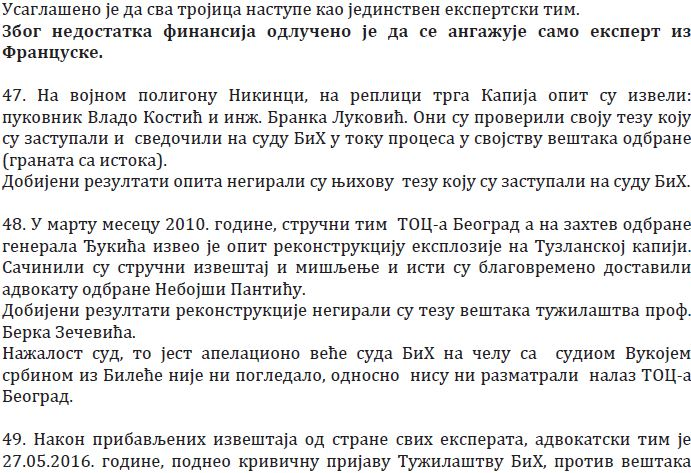 Усаглашено је да сва тројица наступе као јединствен експертски тим.
Због недостатка финансија одлучено је да се ангажује само експерт из
Француске.
47. На војном полигону Никинци, на реплици трга Капија опит су извели:
пуковник Владо Костић и инж. Бранка Луковић. Они су проверили своју тезу коју
су заступали и сведочили на суду БиХ у току процеса у својству вештака одбране
(граната са истока).
Добијени резултати опита негирали су њихову тезу коју су заступали на суду БиХ.
48. У марту месецу 2010. године, стручни тим ТОЦ-а Београд а на захтев одбране
генерала Ђукића извео је опит реконструкцију експлозије на Тузланској капији.
Сачинили су стручни извештај и мишљење и исти су благовремено доставили
адвокату одбране Небојши Пантићу.
Добијени резултати реконструкције негирали су тезу вештака тужилаштва проф.
Берка Зечевића.
Нажалост суд, то јест апелационо веће суда БиХ на челу са судиом Вукојем
србином из Билеће није ни погледало, односно нису ни разматрали налаз ТОЦ-а
Београд.
49. Након прибављених извештаја од стране свих експерата, адвокатски тим је
27.05.2016. године, поднео кривичну пријаву Тужилаштву БиХ, против вештака